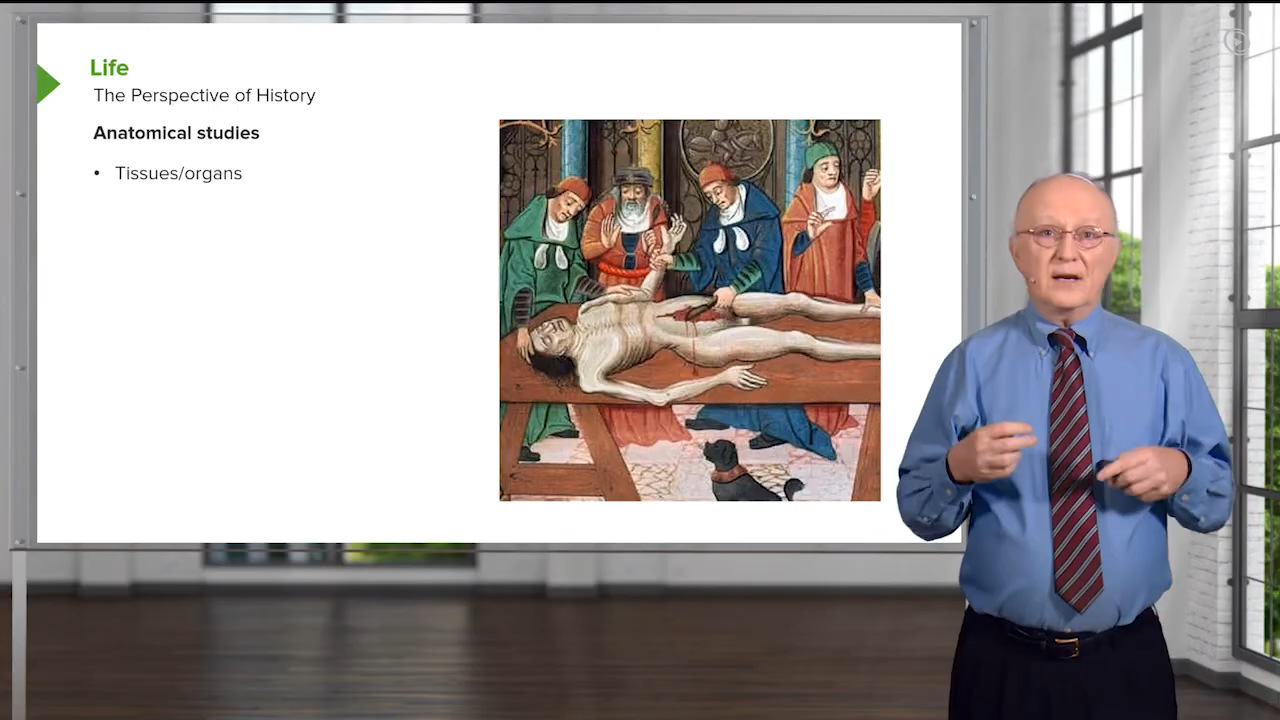 Life
The Perspective of History
Anatomical studies
• Tissues/organs